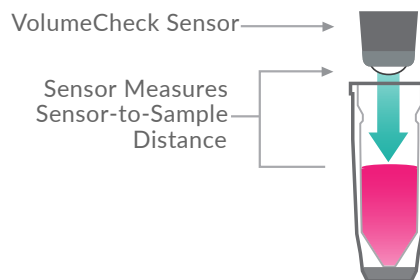 VolumeCheck Sensor
Sensor Measures
Sensor-to-Sample
Distance